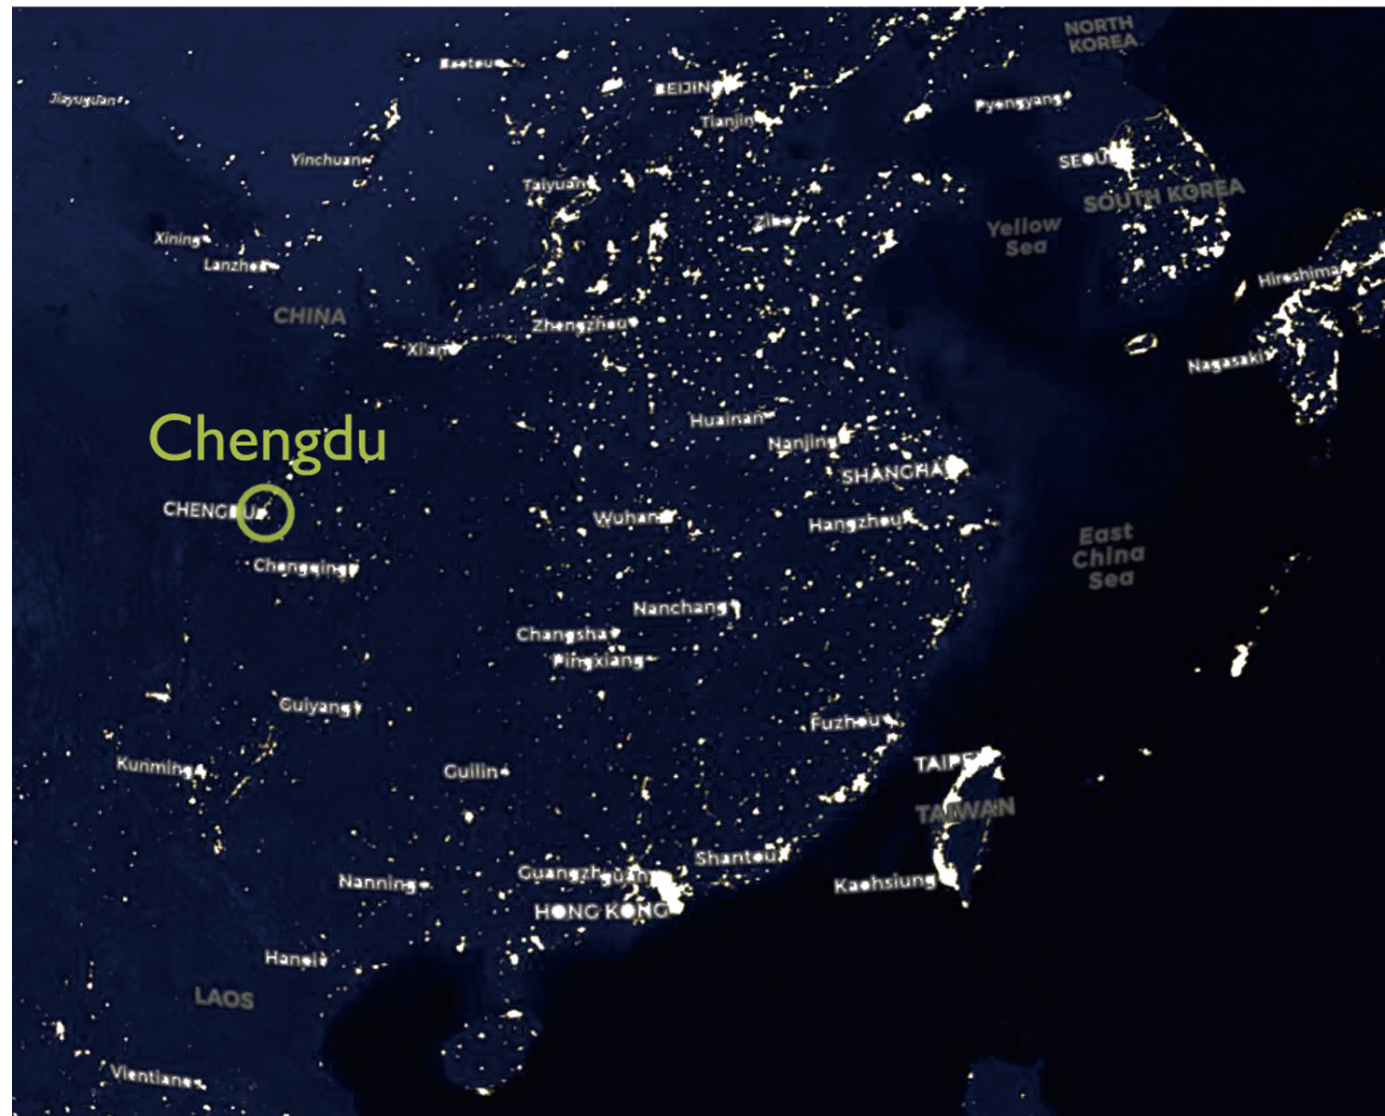 NORTH
KOREA
Baotou
BEIJING
Jiayuguan
Pyongyang
Tianjin
Yinchuan
SEOUL
Taiyuan
SOUTH KOREA
Zibo
Yellow
Sea
Xining
Lanzhou
Hiroshima
CHINA
Zhengzhou
Xi'an
Nagasaki
Huainan
Chengdu
Nanjing
SHANGHAI
CHENGDU
Wuhan
Hangzhou
East
China
Sea
Chongqing
Nanchang
Changsha
Pingxiang
Guiyang
Fuzhou
Kunming
Guilin
TAIPEI
TAIWAN
Shantou
Guangzhou
Nanning
Kaohsiung
HONG KONG
Hanoi
LAOS
Vientiane